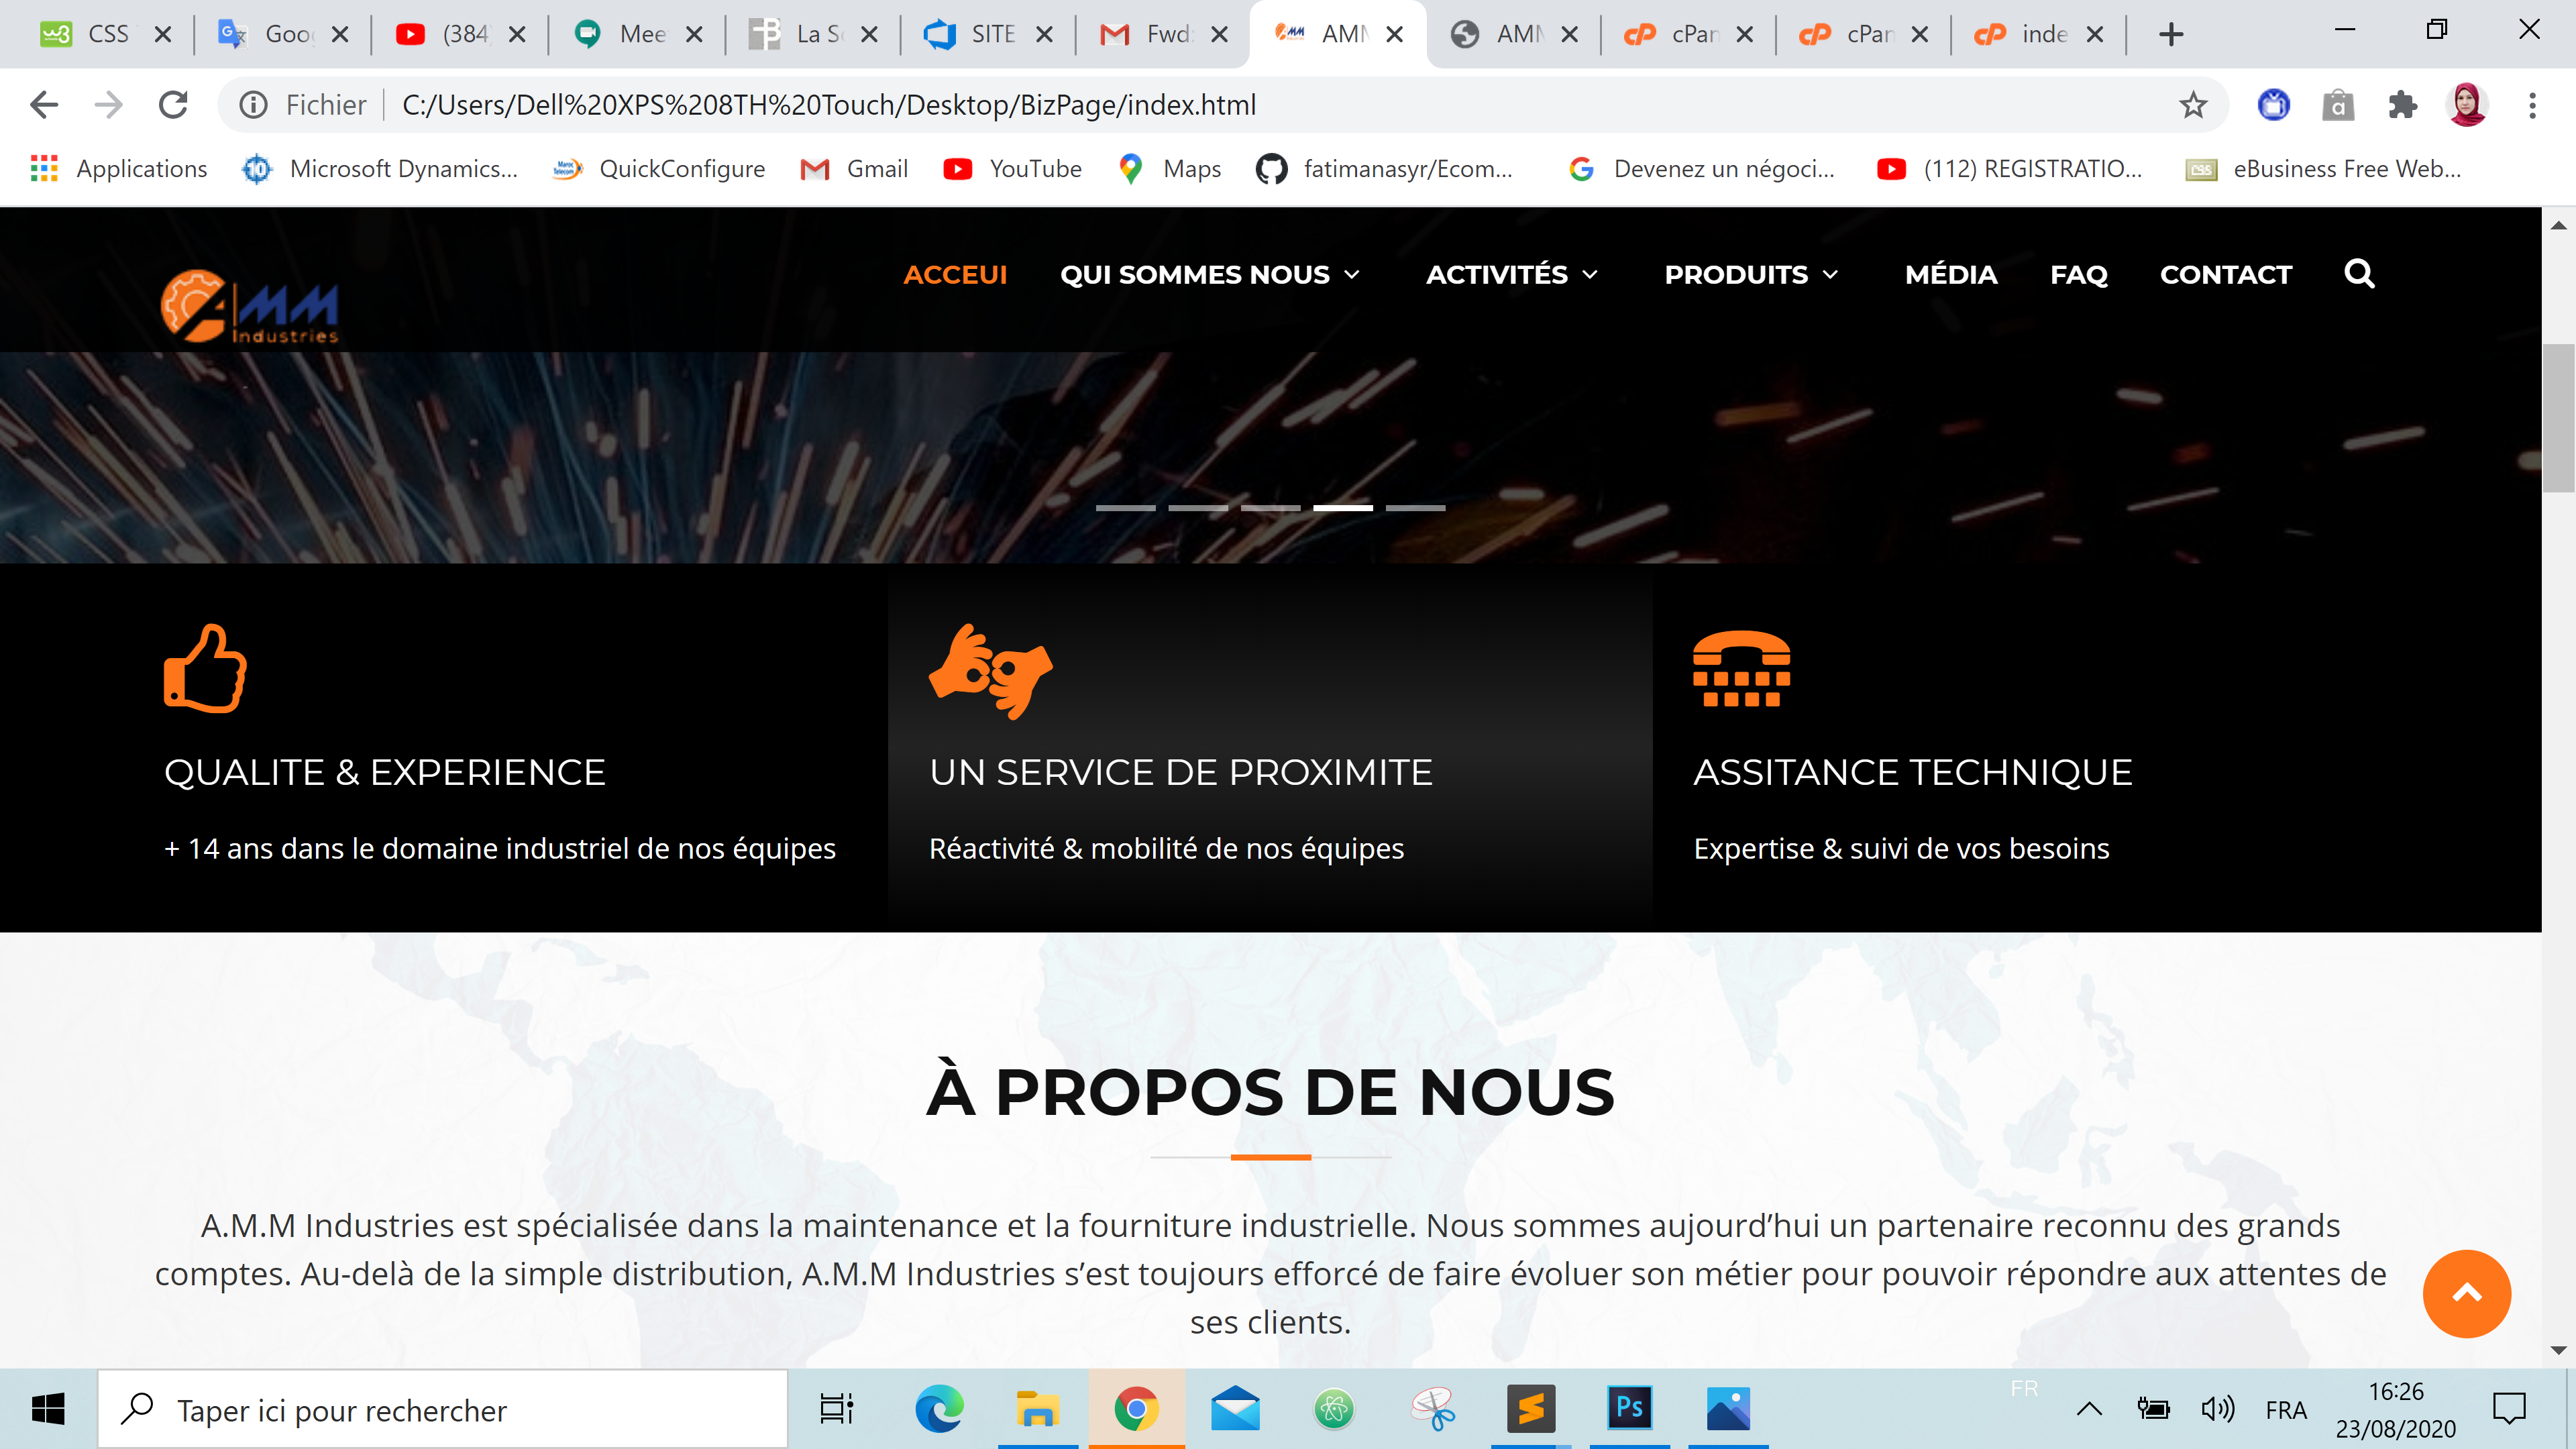 CSS
Goo
(384
Mee
La S
SITE
Fwd:
AMM
AMM
cPan
cPan
inde
Fichier
C:/Users/Dell%20XPS%208TH%20Touch/Desktop/BizPage/index.html
Applications
Microsoft Dynamics...
QuickConfigure
Gmail
YouTube
Maps
fatimanasyr/Ecom...
Devenez un négoci...
(112) REGISTRATIO...
eBusiness Free Web...
AMM
Industries
ACCEUI
QUI SOMMES NOUS
ACTIVITÉS
PRODUITS
MÉDIA
FAQ
CONTACT
QUALITE & EXPERIENCE
+ 14 ans dans le domaine industriel de nos équipes
UN SERVICE DE PROXIMITE
Réactivité & mobilité de nos équipes
ASSITANCE TECHNIQUE
Expertise & suivi de vos besoins
À PROPOS DE NOUS
A.M.M Industries est spécialisée dans la maintenance et la fourniture industrielle. Nous sommes aujourd’hui un partenaire reconnu des grands
comptes. Au-delà de la simple distribution, A.M.M Industries s’est toujours efforcé de faire évoluer son métier pour pouvoir répondre aux attentes de
ses clients.
Taper ici pour rechercher
Ps
FR
FRA
16:26
23/08/2020